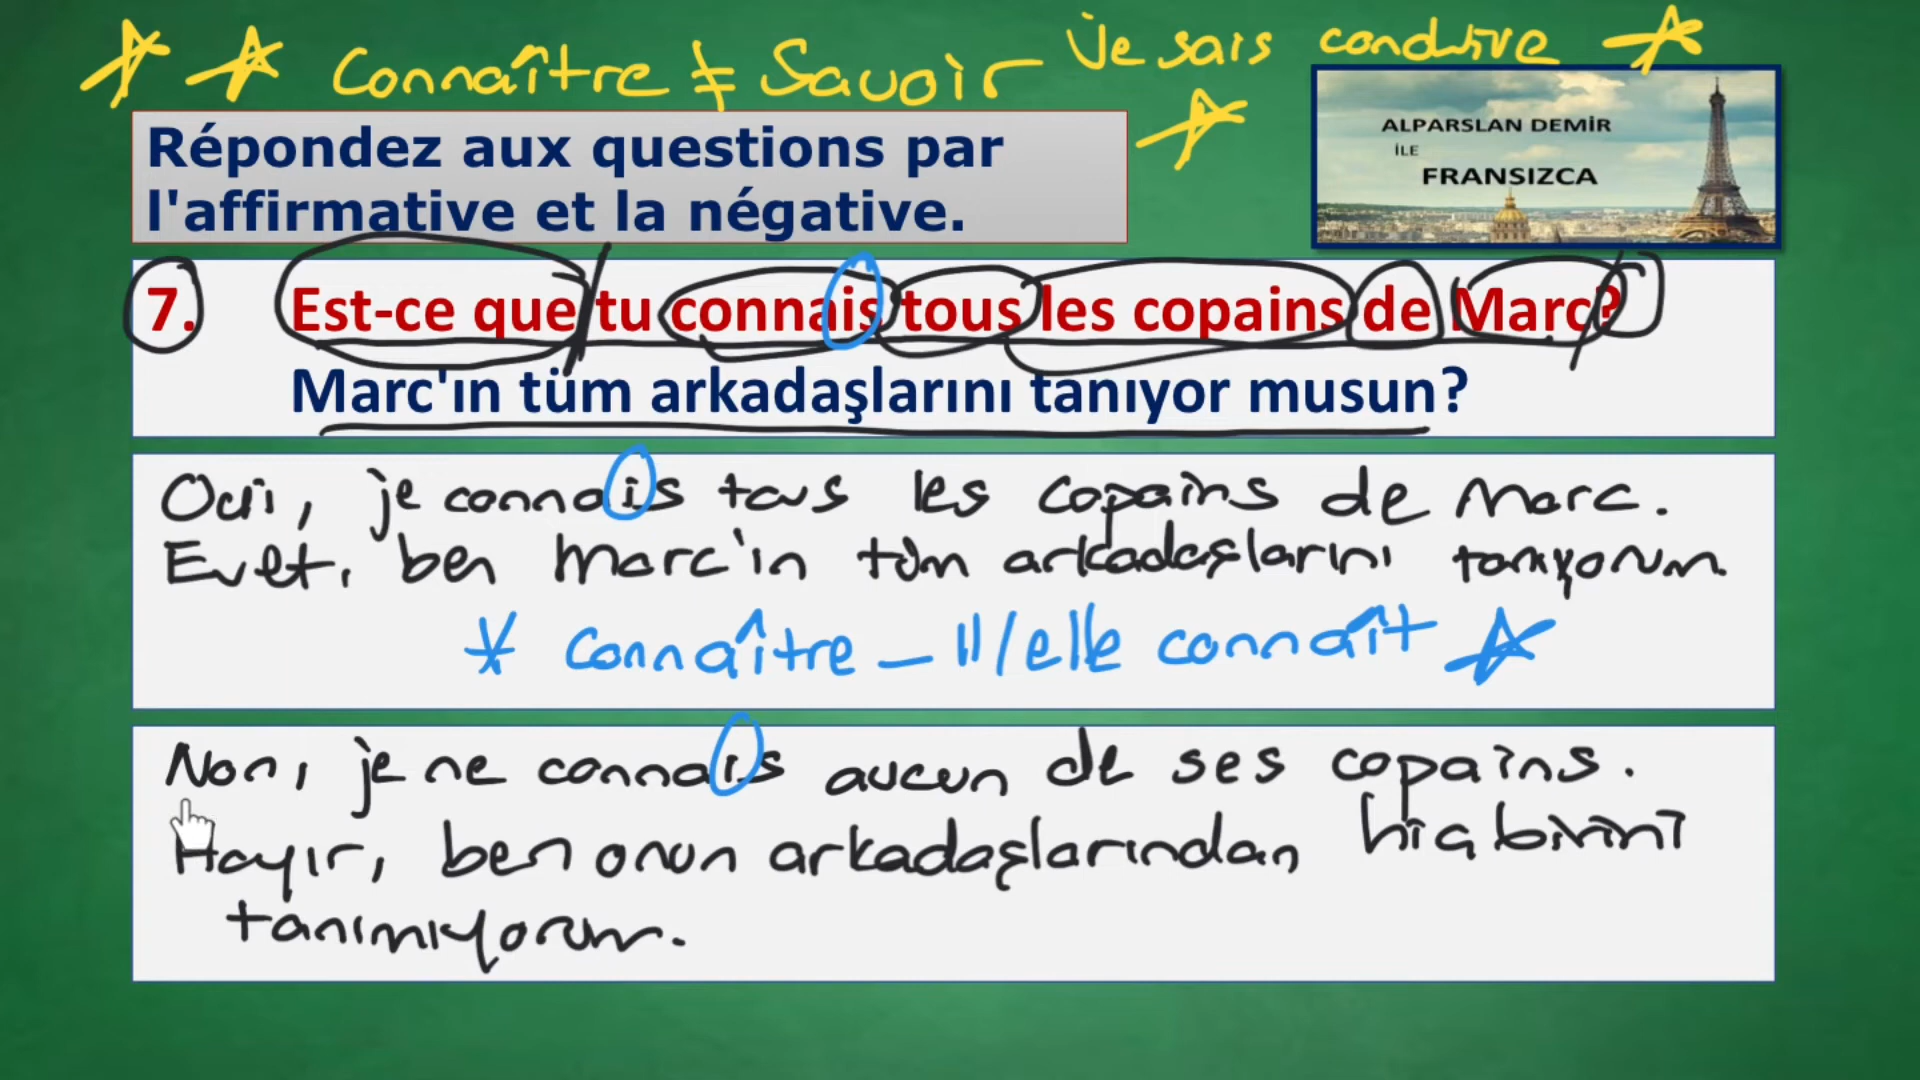 Connaître ≠ Savoir Je sais conduire
Répondez aux questions par
l'affirmative et la négative.
ALPARSLAN DEMİR
İLE
FRANSIZCA
7. Est-ce que tu connais tous les copains de Marc?
Marc'ın tüm arkadaşlarını tanıyor musun?
Oui, je connais tous les copains de Marc.
Evet, ben Marc'in tüm arkadaşlarını tanıyorum.
* Connaître _ Il/elle connaît
Non, je ne connais aucun de ses copains.
Hayır, ben onun arkadaşlarından hiçbirini
tanımıyorum.